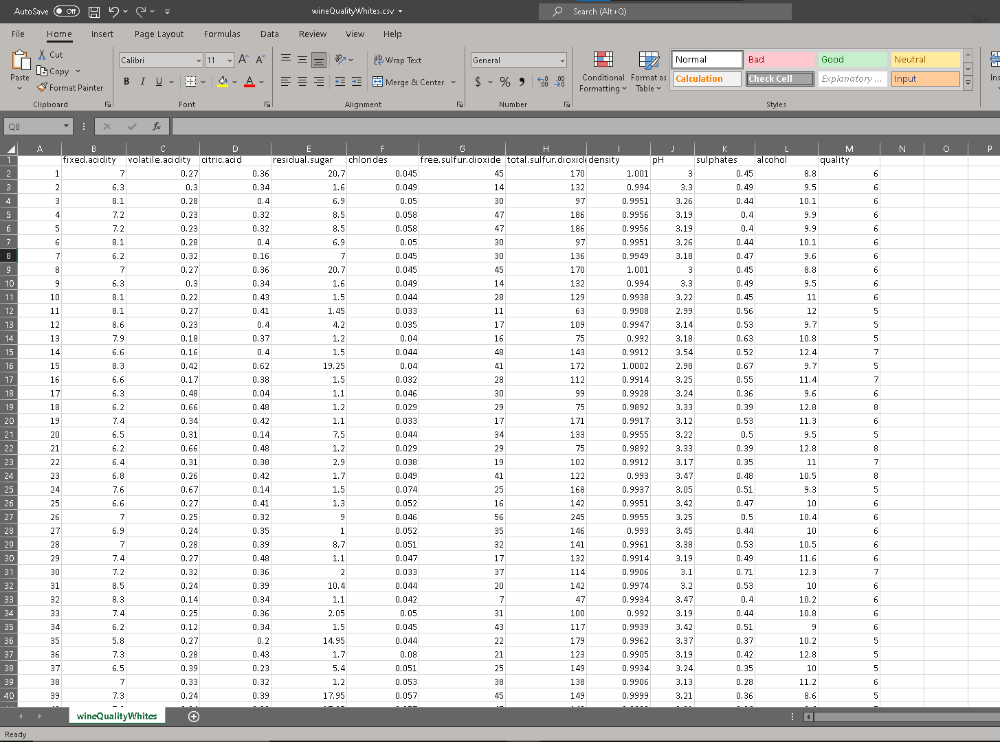 AutoSave Off wineQualityWhites.csv Search (Alt+Q)
File Home Insert Page Layout Formulas Data Review View Help
Paste Cut Copy Format Painter Clipboard
Calibri 11 A A B I U A Font
ab Wrap Text Merge & Center Alignment
General $ % Number
Conditional Formatting Format as Table
Normal Bad Good Neutral
Calculation Check Cell Explanatory ... Input
Styles
Ins
Q8 fx
A B C D E F G H I J K L M N O P
1 fixed.acidity volatile.acidity citric.acid residual.sugar chlorides free.sulfur.dioxide total.sulfur.dioxide density pH sulphates alcohol quality
2 1 7 0.27 0.36 20.7 0.045 45 170 1.001 3 0.45 8.8 6
3 2 6.3 0.3 0.34 1.6 0.049 14 132 0.994 3.3 0.49 9.5 6
4 3 8.1 0.28 0.4 6.9 0.05 30 97 0.9951 3.26 0.44 10.1 6
5 4 7.2 0.23 0.32 8.5 0.058 47 186 0.9956 3.19 0.4 9.9 6
6 5 7.2 0.23 0.32 8.5 0.058 47 186 0.9956 3.19 0.4 9.9 6
7 6 8.1 0.28 0.4 6.9 0.05 30 97 0.9951 3.26 0.44 10.1 6
8 7 6.2 0.32 0.16 7 0.045 30 136 0.9949 3.18 0.47 9.6 6
9 8 7 0.27 0.36 20.7 0.045 45 170 1.001 3 0.45 8.8 6
10 9 6.3 0.3 0.34 1.6 0.049 14 132 0.994 3.3 0.49 9.5 6
11 10 8.1 0.22 0.43 1.5 0.044 28 129 0.9938 3.22 0.45 11 6
12 11 8.1 0.27 0.41 1.45 0.033 11 63 0.9908 2.99 0.56 12 5
13 12 8.6 0.23 0.4 4.2 0.035 17 109 0.9947 3.14 0.53 9.7 5
14 13 7.9 0.18 0.37 1.2 0.04 16 75 0.992 3.18 0.63 10.8 5
15 14 6.6 0.16 0.4 1.5 0.044 48 143 0.9912 3.54 0.52 12.4 7
16 15 8.3 0.42 0.62 19.25 0.04 41 172 1.0002 2.98 0.67 9.7 5
17 16 6.6 0.17 0.38 1.5 0.032 28 112 0.9914 3.25 0.55 11.4 7
18 17 6.3 0.48 0.04 1.1 0.046 30 99 0.9928 3.24 0.36 9.6 6
19 18 6.2 0.66 0.48 1.2 0.029 29 75 0.9892 3.33 0.39 12.8 8
20 19 7.4 0.34 0.42 1.1 0.033 17 171 0.9917 3.12 0.53 11.3 6
21 20 6.5 0.31 0.14 7.5 0.044 34 133 0.9955 3.22 0.5 9.5 5
22 21 6.2 0.66 0.48 1.2 0.029 29 75 0.9892 3.33 0.39 12.8 8
23 22 6.4 0.31 0.38 2.9 0.038 19 102 0.9912 3.17 0.35 11 7
24 23 6.8 0.26 0.42 1.7 0.049 41 122 0.993 3.47 0.48 10.5 8
25 24 7.6 0.67 0.14 1.5 0.074 25 168 0.9937 3.05 0.51 9.3 5
26 25 6.6 0.27 0.41 1.3 0.052 16 142 0.9951 3.42 0.47 10 6
27 26 7 0.25 0.32 9 0.046 56 245 0.9955 3.25 0.5 10.4 6
28 27 6.9 0.24 0.35 1 0.052 35 146 0.993 3.45 0.44 10 6
29 28 7 0.28 0.39 8.7 0.051 32 141 0.9961 3.38 0.53 10.5 6
30 29 7.4 0.27 0.48 1.1 0.047 17 132 0.9914 3.19 0.49 11.6 6
31 30 7.2 0.32 0.36 2 0.033 37 114 0.9906 3.1 0.71 12.3 7
32 31 8.5 0.24 0.39 10.4 0.044 20 142 0.9974 3.2 0.53 10 6
33 32 8.3 0.14 0.34 1.1 0.042 7 47 0.9934 3.47 0.4 10.2 6
34 33 7.4 0.25 0.36 2.05 0.05 31 100 0.992 3.19 0.44 10.8 6
35 34 6.2 0.12 0.34 1.5 0.045 43 117 0.9939 3.42 0.51 9 6
36 35 5.8 0.27 0.2 14.95 0.044 22 179 0.9962 3.37 0.37 10.2 5
37 36 7.3 0.28 0.43 1.7 0.08 21 123 0.9905 3.19 0.42 12.8 5
38 37 6.5 0.39 0.23 5.4 0.051 25 149 0.9934 3.24 0.35 10 5
39 38 7 0.33 0.32 1.2 0.053 38 138 0.9906 3.13 0.28 11.2 6
40 39 7.3 0.24 0.39 17.95 0.057 45 149 0.9999 3.21 0.36 8.6 5
wineQualityWhites
Ready